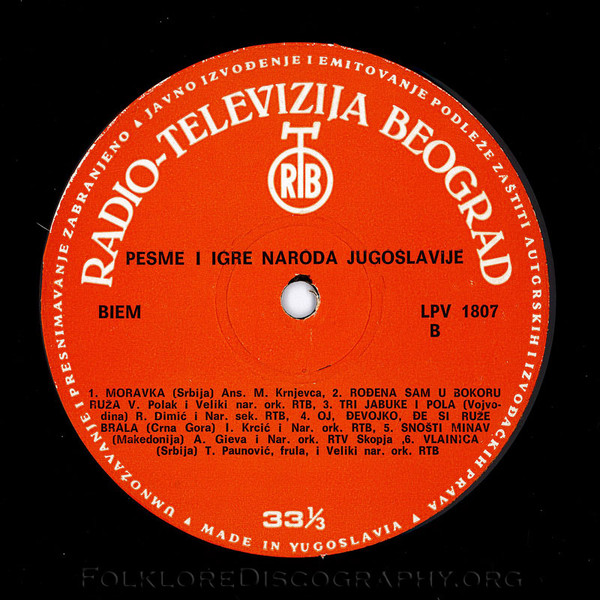 UMNOŽAVANJE I PRESNIMAVANJE ZABRANJENO ▲ JAVNO IZVOĐENJE I EMITOVANJE PODLEŽE ZAŠTITI AUTGRSKIH I IZVOĐAČKIH PRAVA ▲
RADIO-TELEVIZIJA BEOGRAD
RTB
PESME I IGRE NARODA JUGOSLAVIJE
BIEM
LPV 1807
B
1. MORAVKA (Srbija) Ans. M. Krnjevca, 2. ROĐENA SAM U BOKORU
RUŽA V. Polak i Veliki nar. ork. RTB, 3. TRI JABUKE I POLA (Vojvo-
dina) R. Dimić i Nar. sek. RTB, 4. OJ, ĐEVOJKO, ĐE SI RUŽE
BRALA (Crna Gora) I. Krcić i Nar. ork. RTB, 5. SNOŠTI MINAV
(Makedonija) A. Gieva i Nar. ork. RTV Skopja ,6. VLAINICA
(Srbija) T. Paunović, frula, i Veliki nar. ork. RTB
33⅓
MADE IN YUGOSLAVIA ▲
FOLKLOREDISCOGRAPHY.ORG